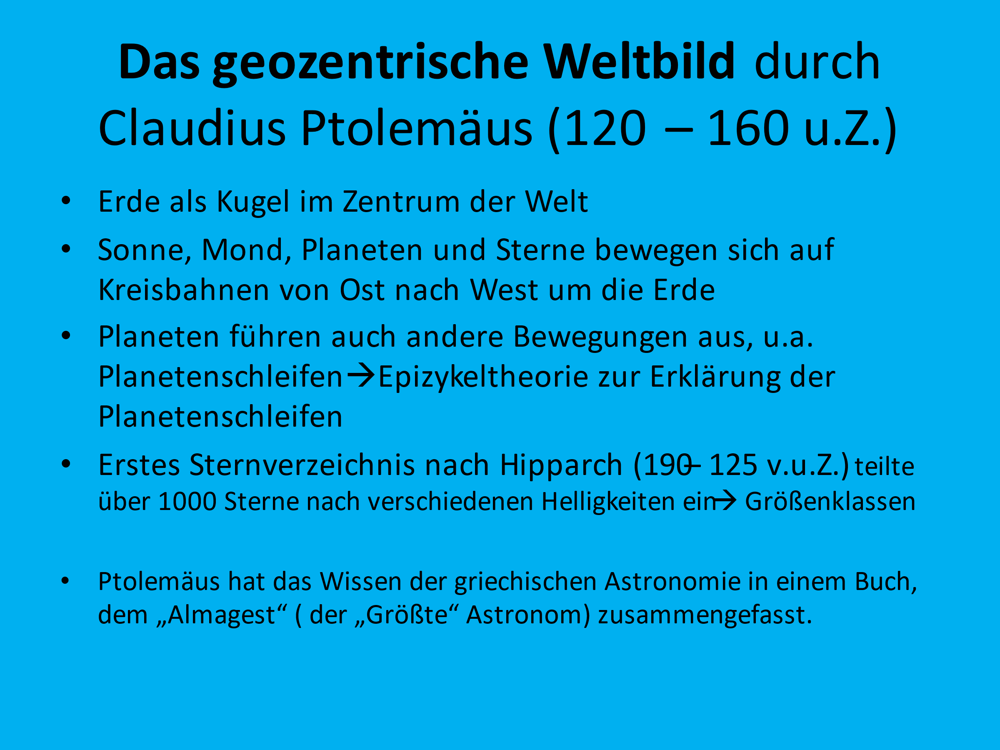 Das geozentrische Weltbild durch
Claudius Ptolemäus (120 – 160 u.Z.)
• Erde als Kugel im Zentrum der Welt
• Sonne, Mond, Planeten und Sterne bewegen sich auf
Kreisbahnen von Ost nach West um die Erde
• Planeten führen auch andere Bewegungen aus, u.a.
Planetenschleifen→Epizykeltheorie zur Erklärung der
Planetenschleifen
• Erstes Sternverzeichnis nach Hipparch (190– 125 v.u.Z.) teilte
über 1000 Sterne nach verschiedenen Helligkeiten ein→ Größenklassen
• Ptolemäus hat das Wissen der griechischen Astronomie in einem Buch,
dem „Almagest“ ( der „Größte“ Astronom) zusammengefasst.